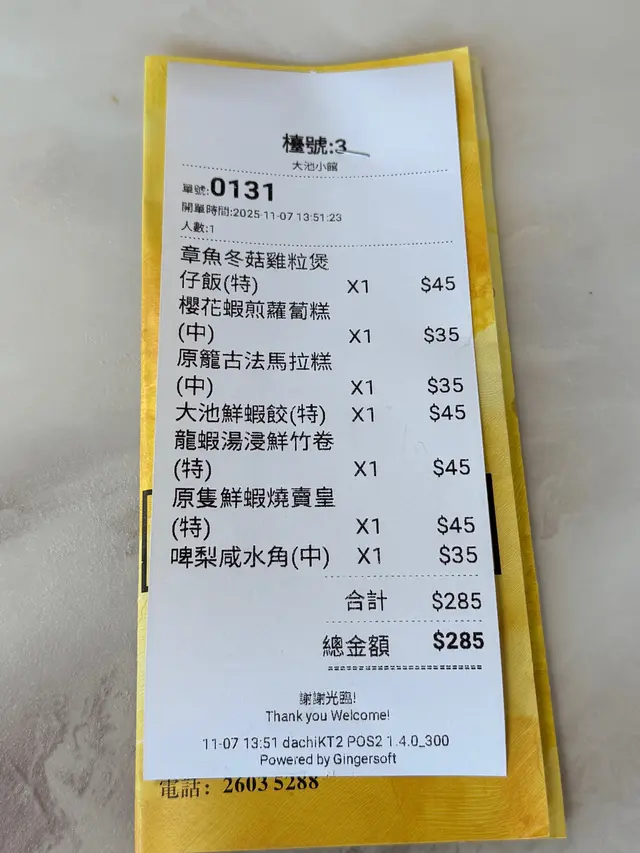 檯號:3
大池小館
單號:0131
開單時間:2025-11-07 13:51:23
人數:1
章魚冬菇雞粒煲
仔飯(特) X1 $45
櫻花蝦煎蘿蔔糕
(中) X1 $35
原籠古法馬拉糕
(中) X1 $35
大池鮮蝦餃(特) X1 $45
龍蝦湯浸鮮竹卷
(特) X1 $45
原隻鮮蝦燒賣皇
(特) X1 $45
啤梨咸水角(中) X1 $35
合計 $285
總金額 $285
謝謝光臨!
Thank you Welcome!
11-07 13:51 dachiKT2 POS2 1.4.0_300
Powered by Gingersoft
電話: 2603 5288